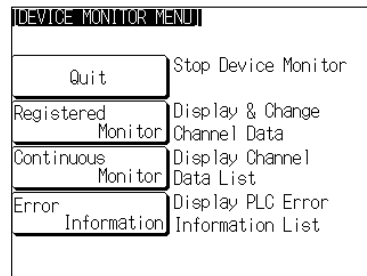 [DEVICE MONITOR MENU]
Quit
Stop Device Monitor
Registered
Monitor
Display & Change
Channel Data
Continuous
Monitor
Display Channel
Data List
Error
Information
Display PLC Error
Information List